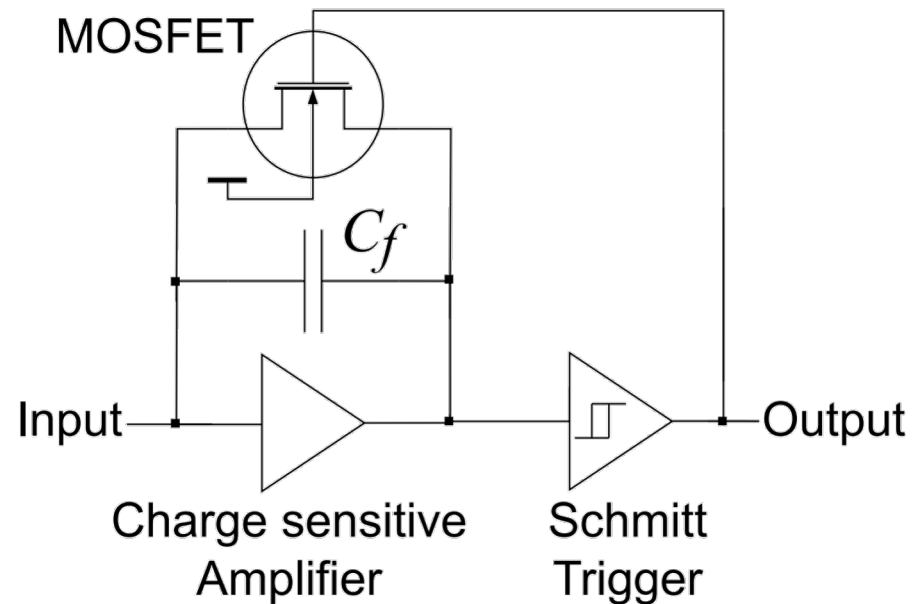 MOSFET
C_f
Input
Output
Charge sensitive
Amplifier
Schmitt
Trigger